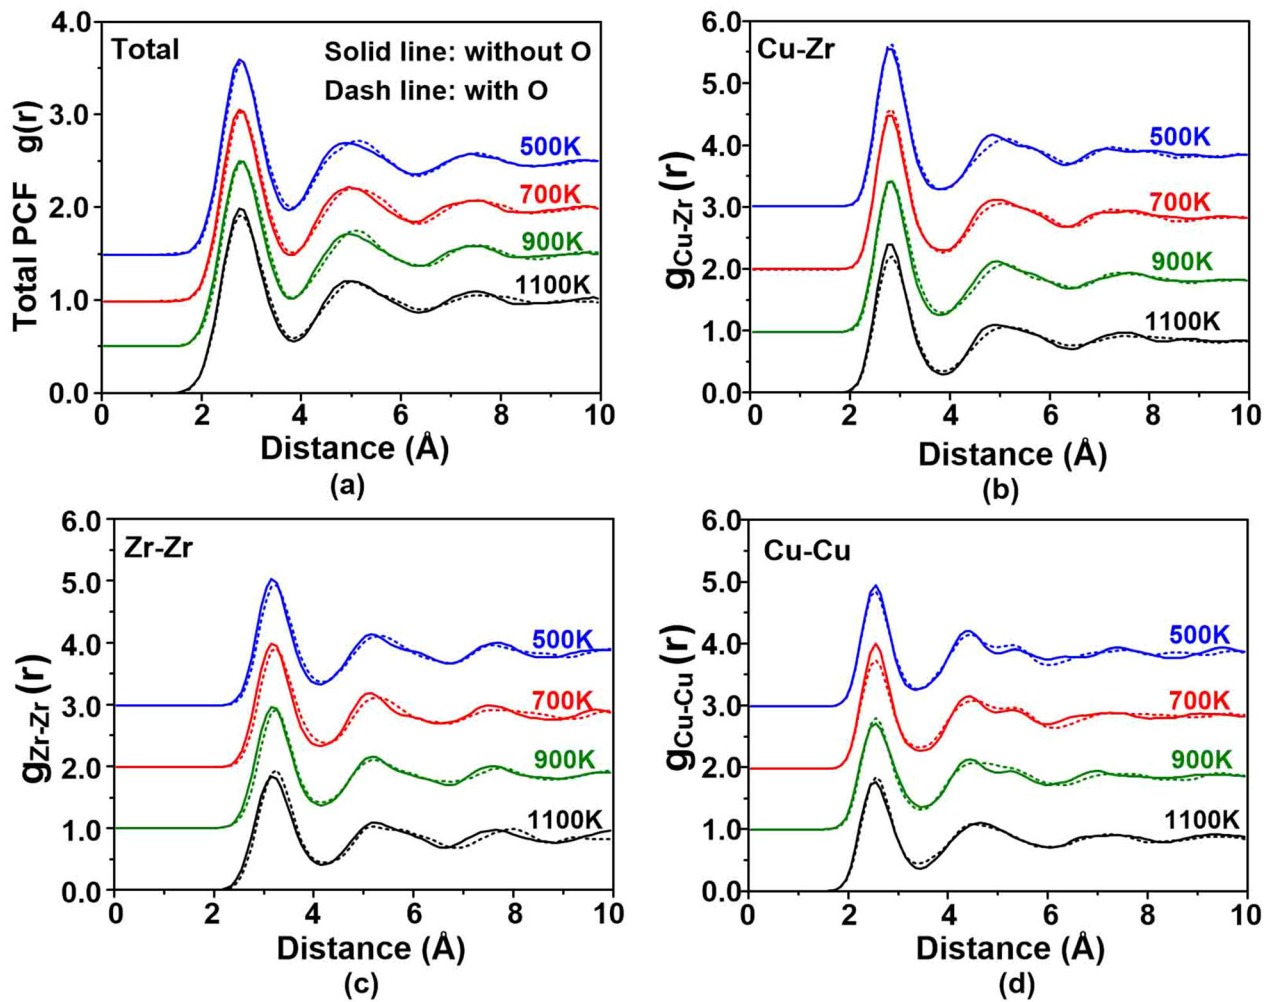 Total
Solid line: without O
Dash line: with O
500K
700K
900K
1100K
Total PCF g(r)
4.0
3.0
2.0
1.0
0.0
0 2 4 6 8 10
Distance (Å)
(a)
Cu-Zr
500K
700K
900K
1100K
gCu-Zr (r)
6.0
5.0
4.0
3.0
2.0
1.0
0.0
0 2 4 6 8 10
Distance (Å)
(b)
Zr-Zr
500K
700K
900K
1100K
gZr-Zr (r)
6.0
5.0
4.0
3.0
2.0
1.0
0.0
0 2 4 6 8 10
Distance (Å)
(c)
Cu-Cu
500K
700K
900K
1100K
gCu-Cu (r)
6.0
5.0
4.0
3.0
2.0
1.0
0.0
0 2 4 6 8 10
Distance (Å)
(d)